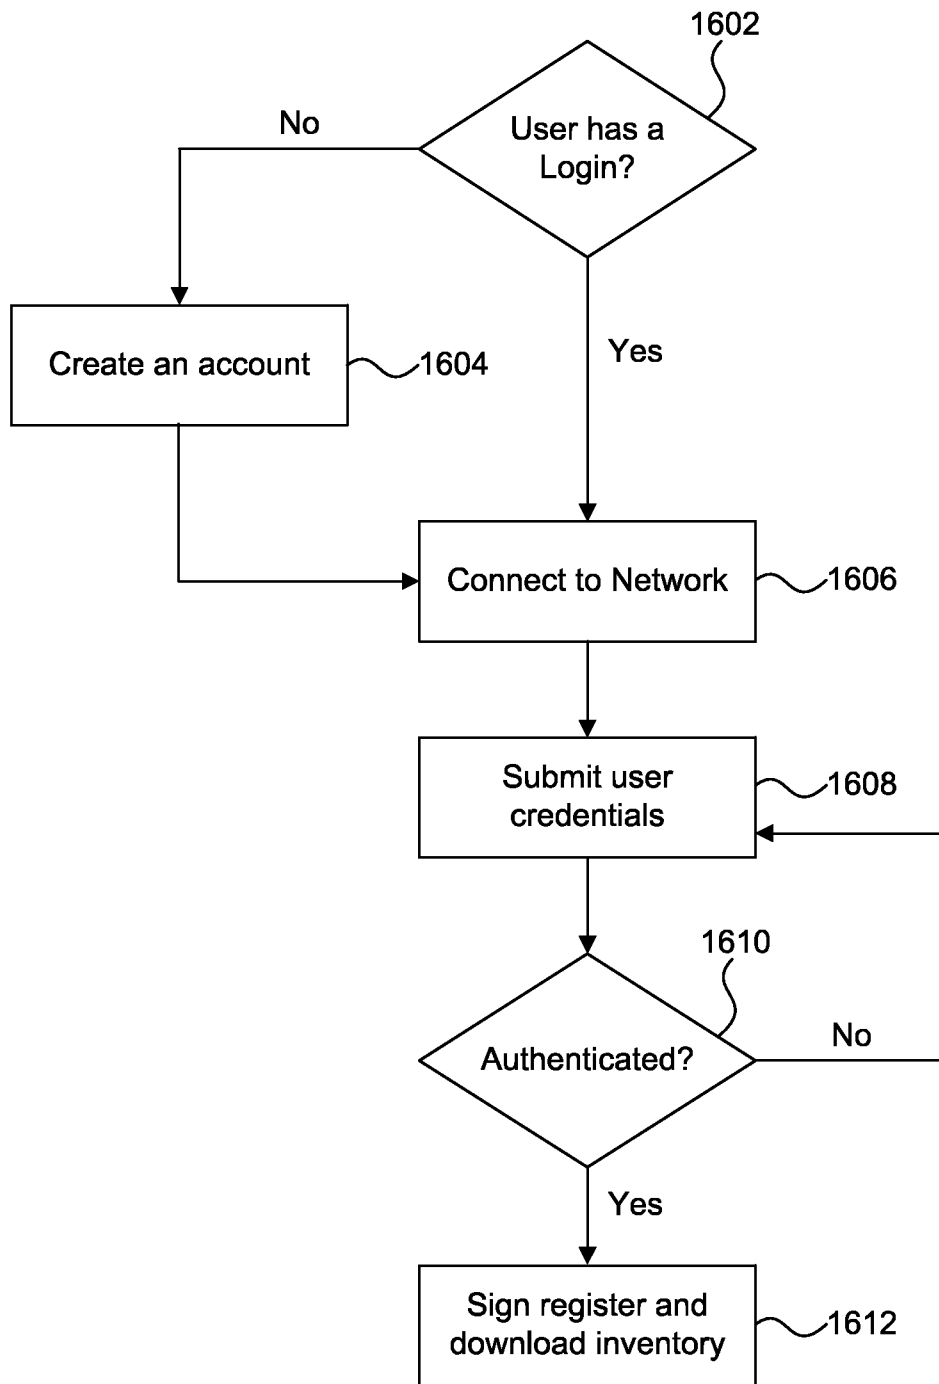 1602
User has a
Login?
No
Create an account
1604
Yes
Connect to Network
1606
Submit user
credentials
1608
1610
Authenticated?
No
Yes
Sign register and
download inventory
1612